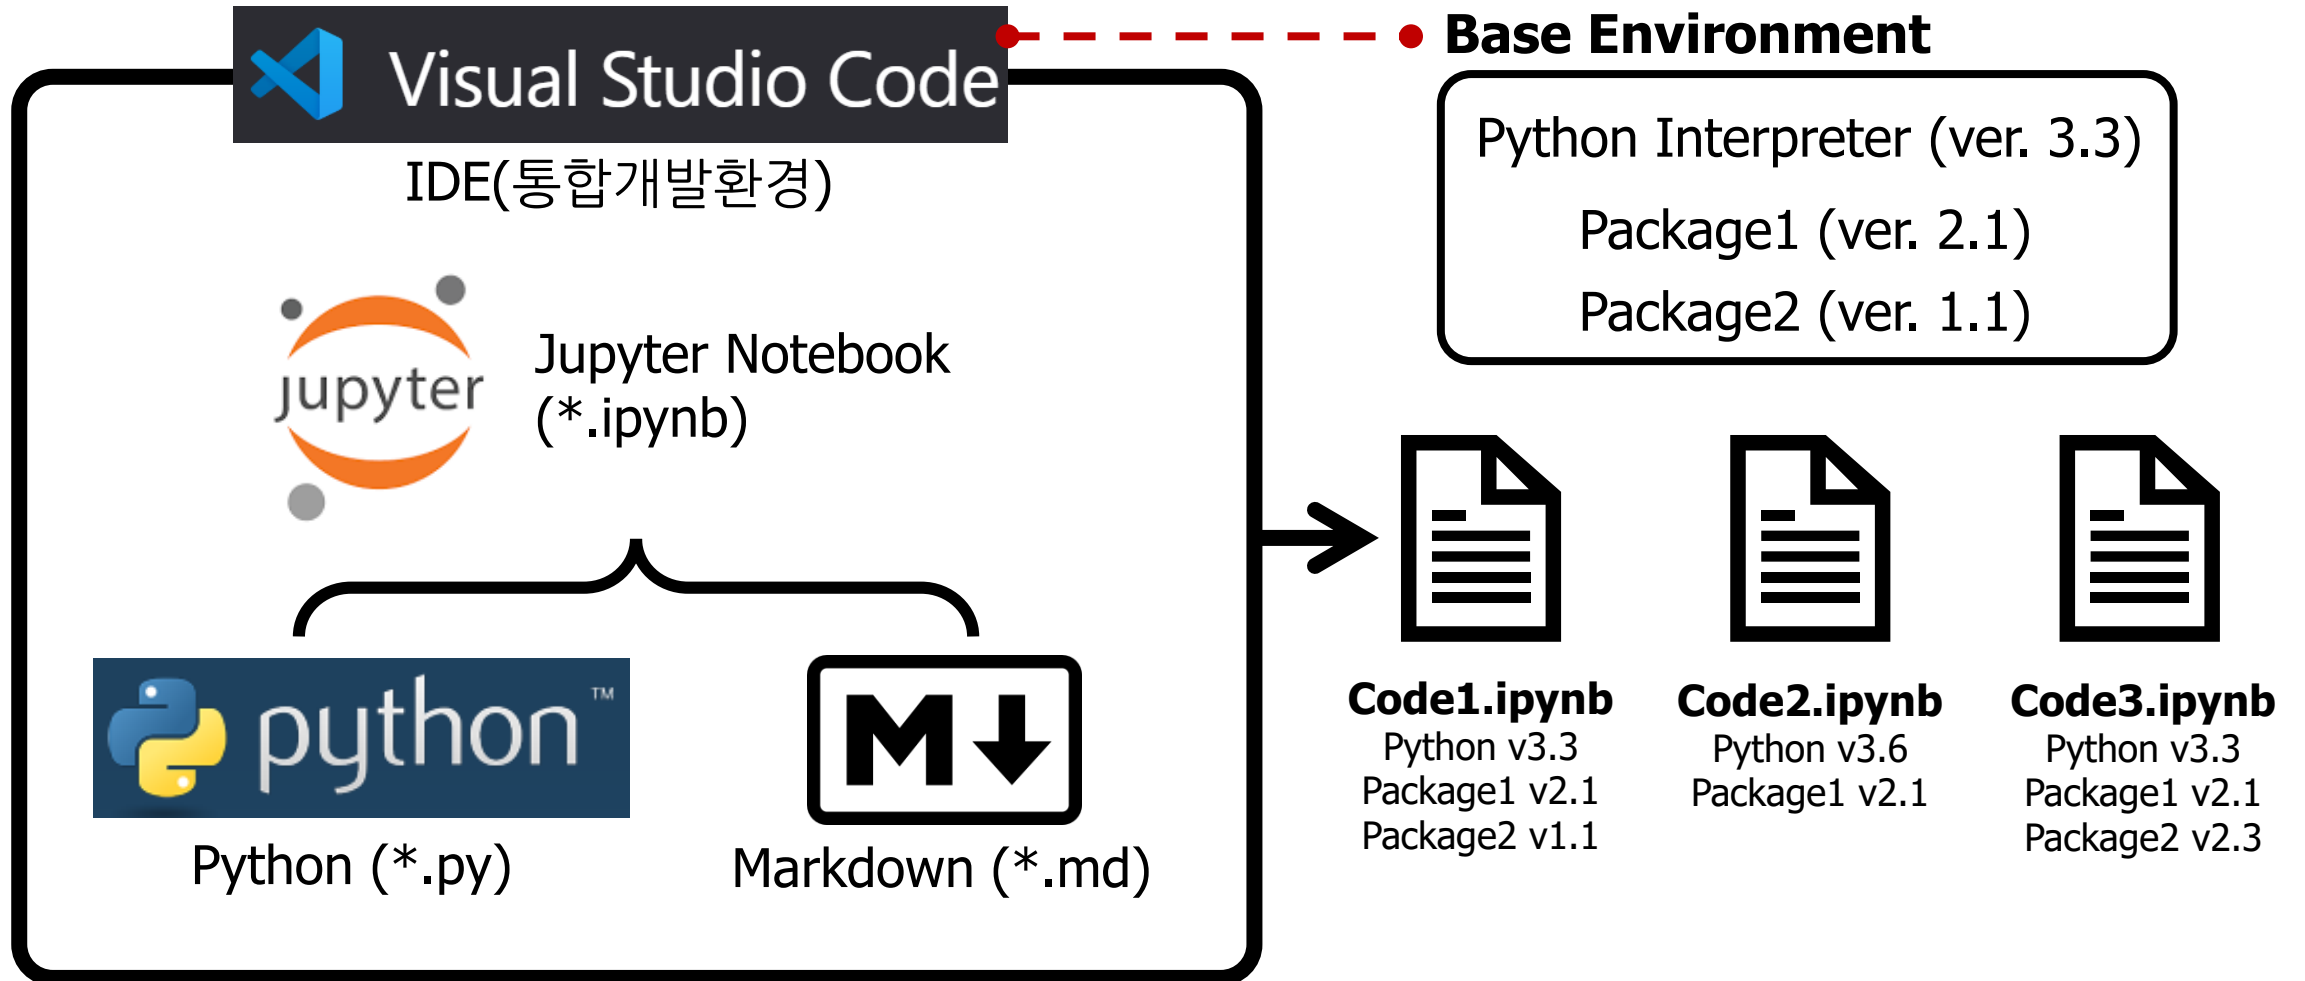 Visual Studio Code
IDE(통합개발환경)
jupyter
Jupyter Notebook
(*.ipynb)
python™
Python (*.py)
M
Markdown (*.md)
Base Environment
Python Interpreter (ver. 3.3)
Package1 (ver. 2.1)
Package2 (ver. 1.1)
Code1.ipynb
Python v3.3
Package1 v2.1
Package2 v1.1
Code2.ipynb
Python v3.6
Package1 v2.1
Code3.ipynb
Python v3.3
Package1 v2.1
Package2 v2.3